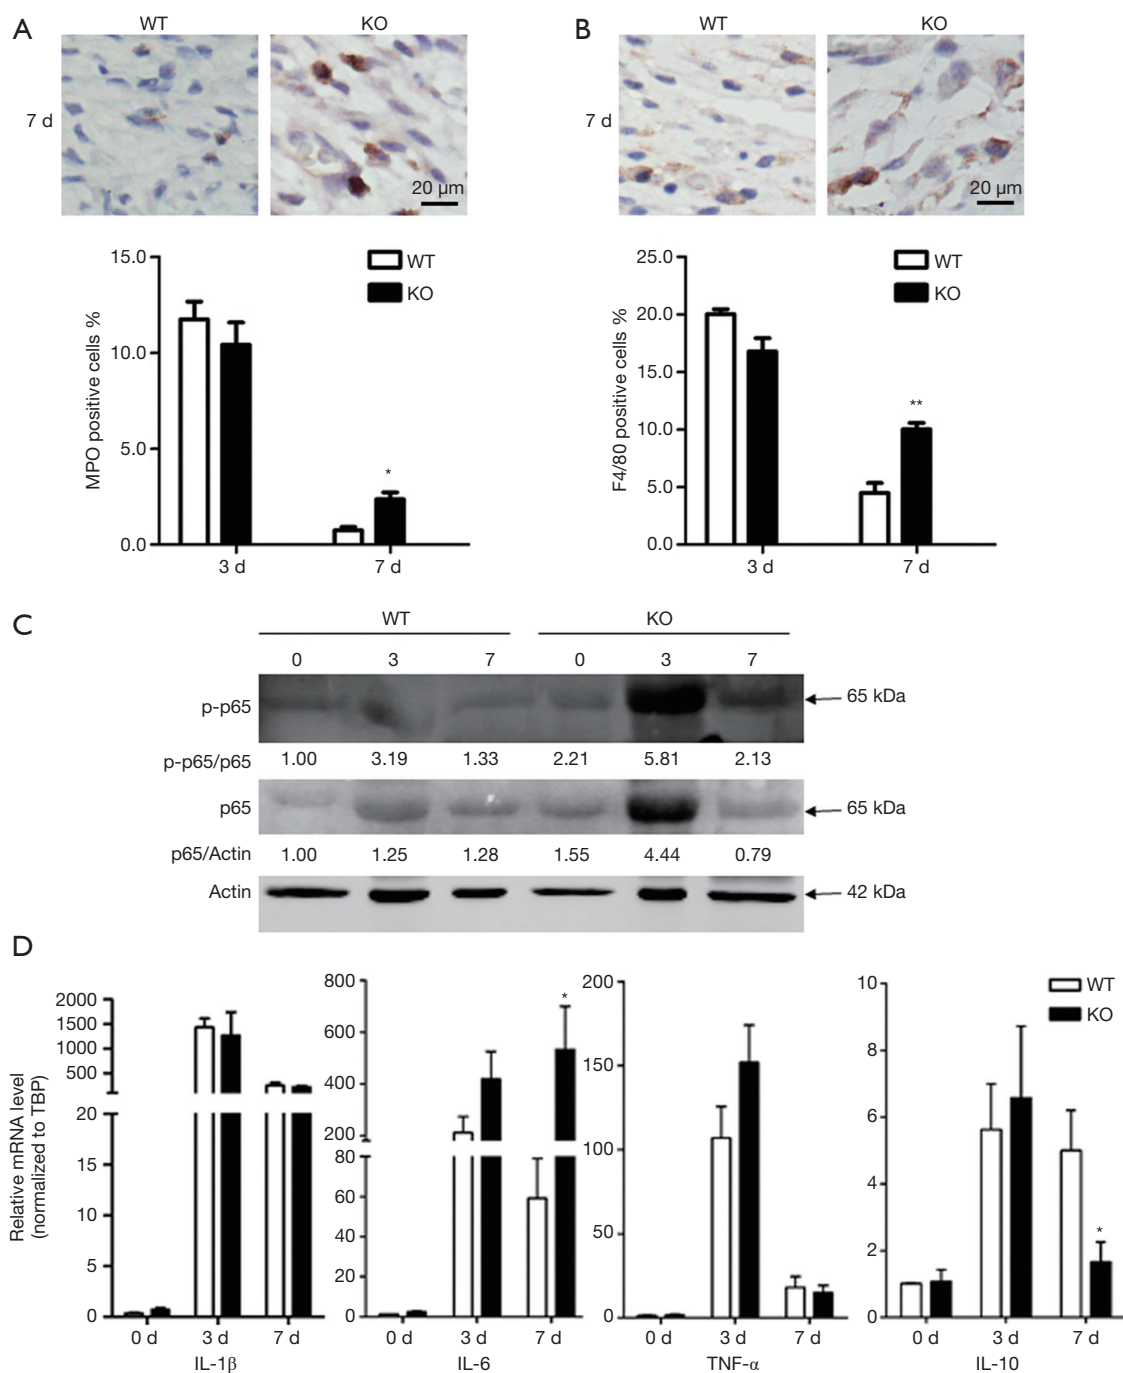 A
WT
KO
7 d
20 µm
15.0
10.0
5.0
0.0
MPO positive cells %
WT
KO
*
3 d
7 d
B
WT
KO
7 d
20 µm
25.0
20.0
15.0
10.0
5.0
0.0
F4/80 positive cells %
WT
KO
**
3 d
7 d
C
WT KO
0 3 7 0 3 7
p-p65 65 kDa
p-p65/p65 1.00 3.19 1.33 2.21 5.81 2.13
p65 65 kDa
p65/Actin 1.00 1.25 1.28 1.55 4.44 0.79
Actin 42 kDa
D
Relative mRNA level
(normalized to TBP)
2000
1500
1000
500
20
15
10
5
0
0 d 3 d 7 d
IL-1β
800
600
400
200
80
60
40
20
0
*
0 d 3 d 7 d
IL-6
200
150
100
50
0
0 d 3 d 7 d
TNF-α
10
8
6
4
2
0
WT
KO
*
0 d 3 d 7 d
IL-10